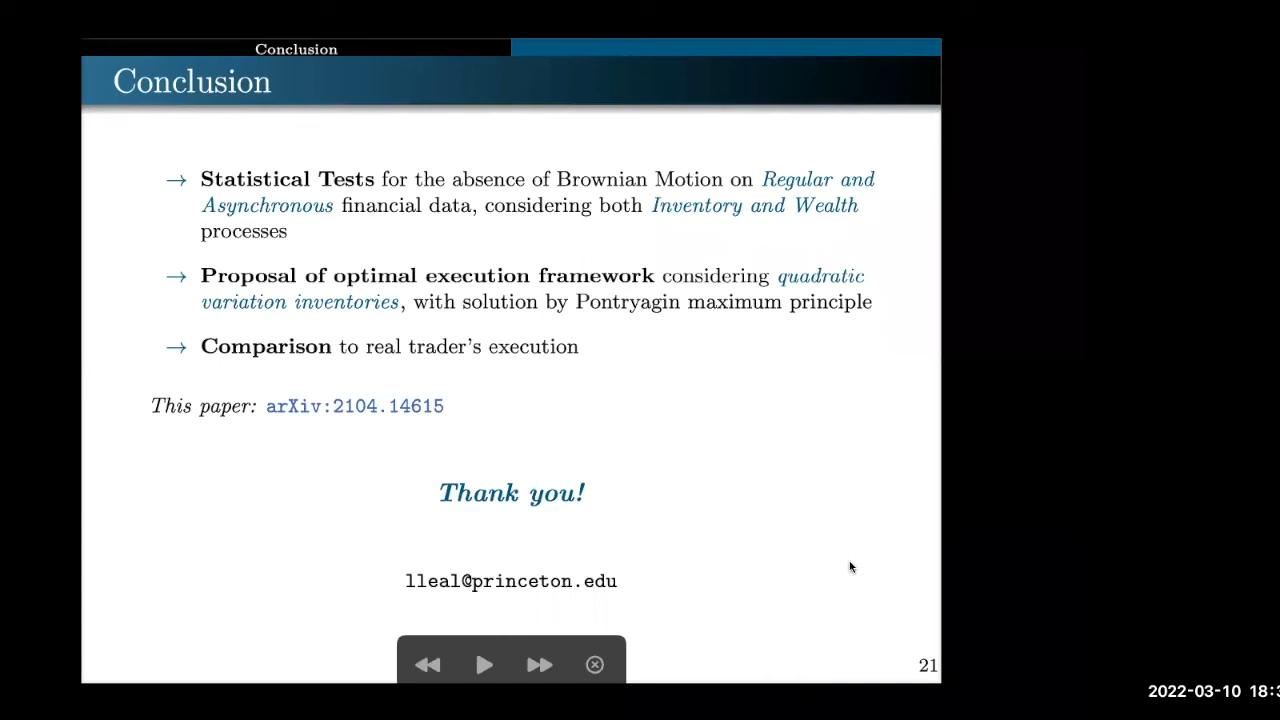 Conclusion
Conclusion
→ Statistical Tests for the absence of Brownian Motion on Regular and
Asynchronous financial data, considering both Inventory and Wealth
processes
→ Proposal of optimal execution framework considering quadratic
variation inventories, with solution by Pontryagin maximum principle
→ Comparison to real trader's execution
This paper: arXiv:2104.14615
Thank you!
lleal@princeton.edu
21
2022-03-10 18:3